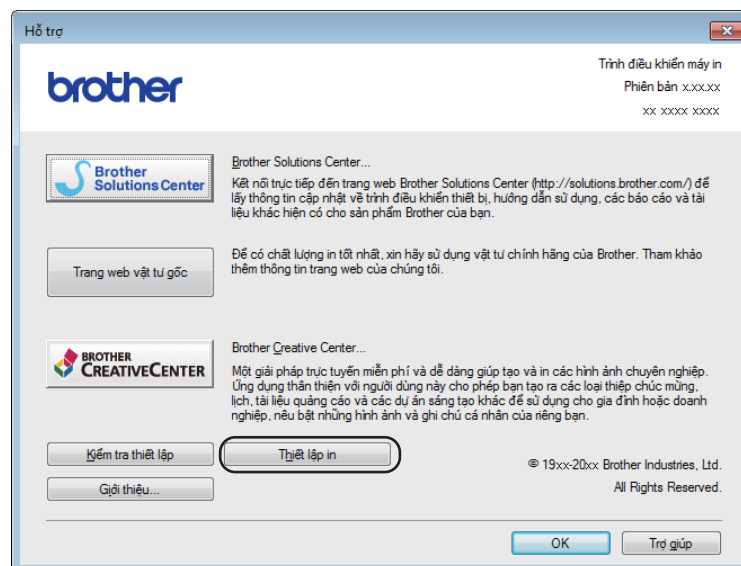 Hỗ trợ
brother
Trình điều khiển máy in
Phiên bản x.xx.xx
xx xxxx xxxx
Brother
Solutions Center
Brother Solutions Center...
Kết nối trực tiếp đến trang web Brother Solutions Center (http://solutions.brother.com/) để
lấy thông tin cập nhật về trình điều khiển thiết bị, hướng dẫn sử dụng, các báo cáo và tài
liệu khác hiện có cho sản phẩm Brother của bạn.
Trang web vật tư gốc
Để có chất lượng in tốt nhất, xin hãy sử dụng vật tư chính hãng của Brother. Tham khảo
thêm thông tin trang web của chúng tôi.
BROTHER
CREATIVECENTER
Brother Creative Center...
Một giải pháp trực tuyến miễn phí và dễ dàng giúp tạo và in các hình ảnh chuyên nghiệp.
Ứng dụng thân thiện với người dùng này cho phép bạn tạo ra các loại thiệp chúc mừng,
lịch, tài liệu quảng cáo và các dự án sáng tạo khác để sử dụng cho gia đình hoặc doanh
nghiệp, nêu bật những hình ảnh và ghi chú cá nhân của riêng bạn.
Kiểm tra thiết lập
Thiết lập in
Giới thiệu...
© 19xx-20xx Brother Industries, Ltd.
All Rights Reserved.
OK
Trợ giúp